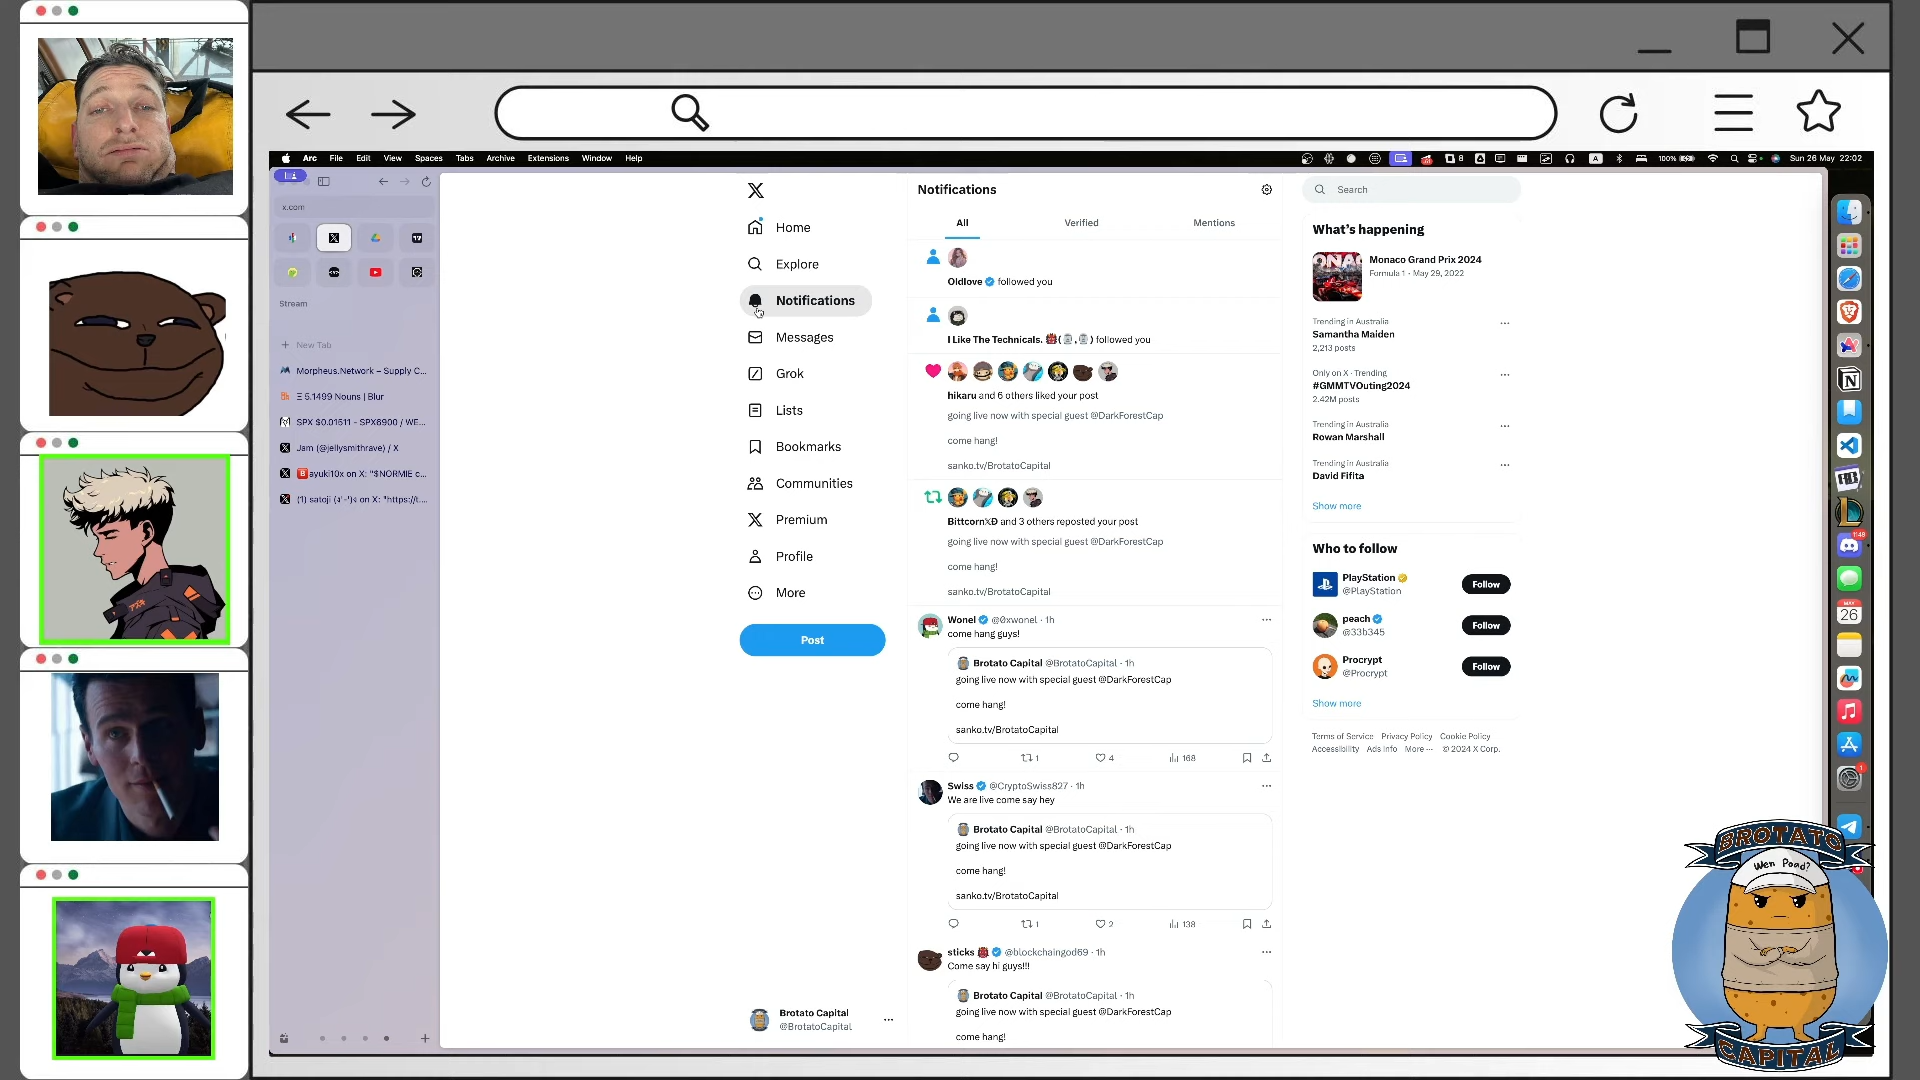 Arc File Edit View Spaces Tabs Archive Extensions Window Help
8 A 100% Sun 26 May 22:02
x.com
Stream
New Tab
Morpheus.Network – Supply C...
Ξ 5.1499 Nouns | Blur
SPX $0.01511 - SPX6900 / WE...
Jam (@jellysmithrave) / X
ayuki10x on X: "$NORMIE c...
Home
Explore
Notifications
Messages
Grok
Lists
Bookmarks
Communities
Premium
Profile
More
Post
Brotato Capital
@BrotatoCapital
Notifications
All Verified Mentions
Oldlove followed you
I Like The Technicals. followed you
hikaru and 6 others liked your post
going live now with special guest @DarkForestCap
come hang!
sanko.tv/BrotatoCapital
Bittcorn𝕏Ð and 3 others reposted your post
going live now with special guest @DarkForestCap
come hang!
sanko.tv/BrotatoCapital
Wonel @0xwonel · 1h
come hang guys!
Brotato Capital @BrotatoCapital · 1h
going live now with special guest @DarkForestCap
come hang!
sanko.tv/BrotatoCapital
1 4 168
Swiss @CryptoSwiss827 · 1h
We are live come say hey
Brotato Capital @BrotatoCapital · 1h
going live now with special guest @DarkForestCap
come hang!
sanko.tv/BrotatoCapital
1 2 138
sticks @blockchaingod69 · 1h
Come say hi guys!!!
Brotato Capital @BrotatoCapital · 1h
going live now with special guest @DarkForestCap
come hang!
Search
What's happening
Monaco Grand Prix 2024
Formula 1 · May 29, 2022
Trending in Australia
Samantha Maiden
2,213 posts
Only on X · Trending
#GMMTVOuting2024
2.42M posts
Trending in Australia
Rowan Marshall
Trending in Australia
David Fifita
Show more
Who to follow
PlayStation
@PlayStation
Follow
peach
@33b345
Follow
Procrypt
@Procrypt
Follow
Show more
Terms of Service Privacy Policy Cookie Policy
Accessibility Ads info More ··· © 2024 X Corp.
MAY
26
BROTATO
Wen Poad?
CAPITAL